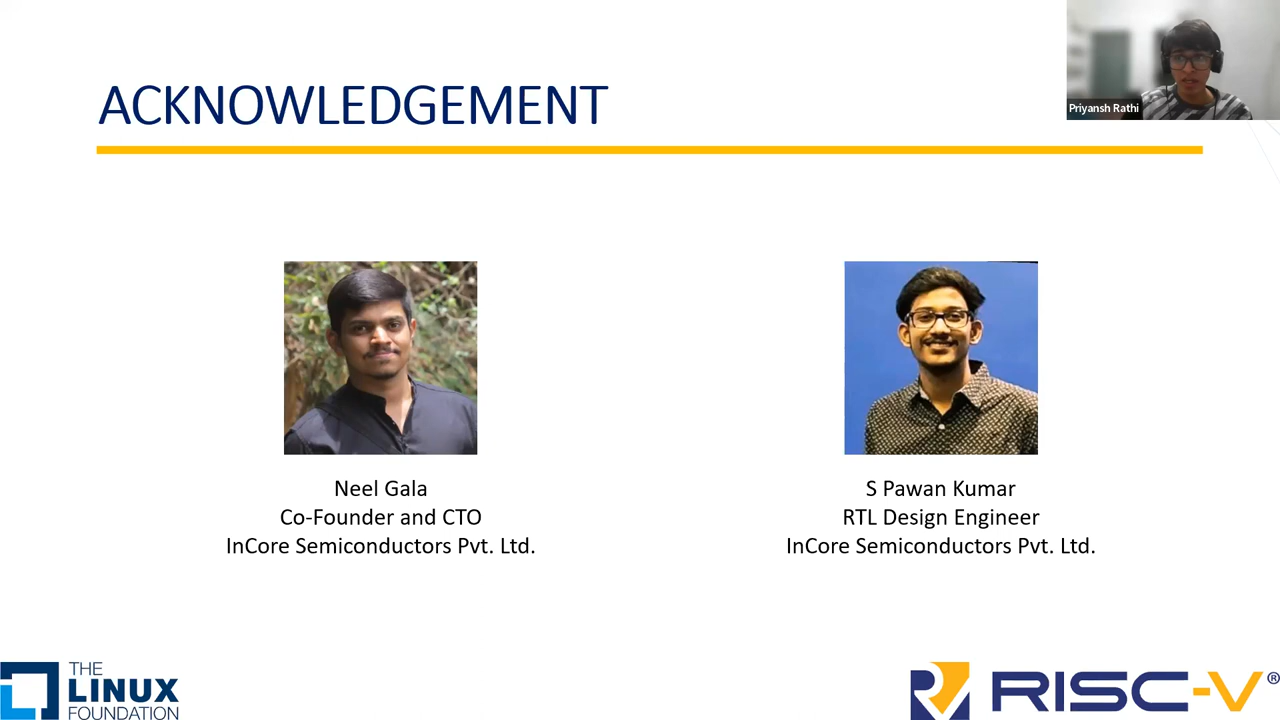 ACKNOWLEDGEMENT
Priyansh Rathi
Neel Gala
Co-Founder and CTO
InCore Semiconductors Pvt. Ltd.
S Pawan Kumar
RTL Design Engineer
InCore Semiconductors Pvt. Ltd.
THE
LINUX
FOUNDATION
RISC-V®